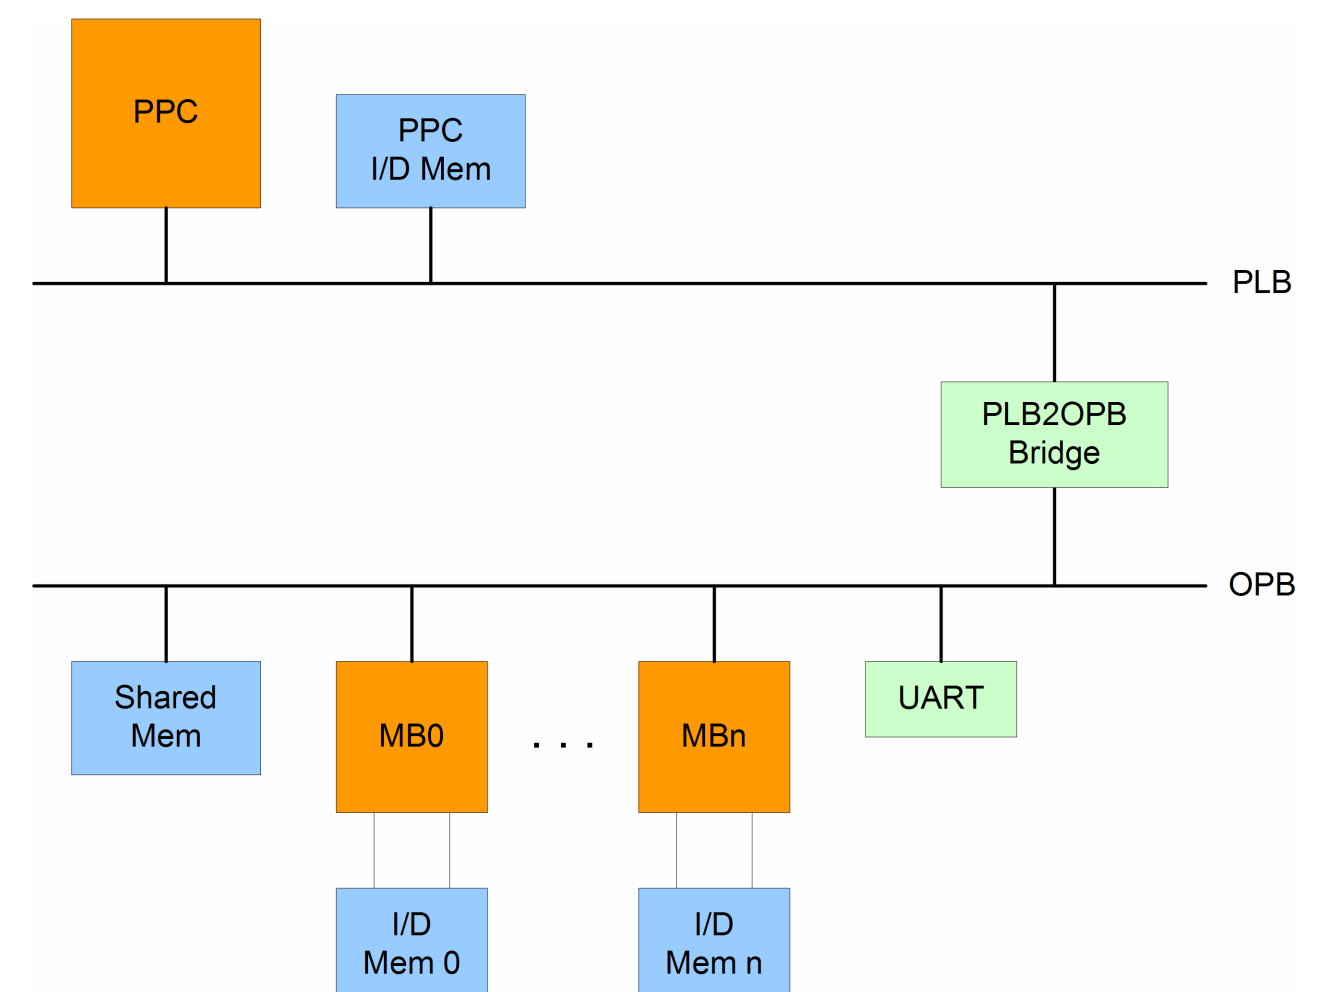 PPC
PPC
I/D Mem
PLB
PLB2OPB
Bridge
OPB
Shared
Mem
MB0
. . .
MBn
UART
I/D
Mem 0
I/D
Mem n